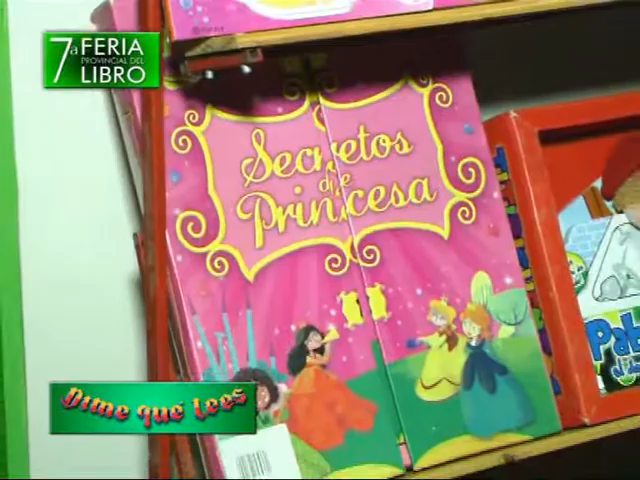 7a FERIA
PROVINCIAL DEL
LIBRO
Secretos
de
Princesa
Dime que Lees